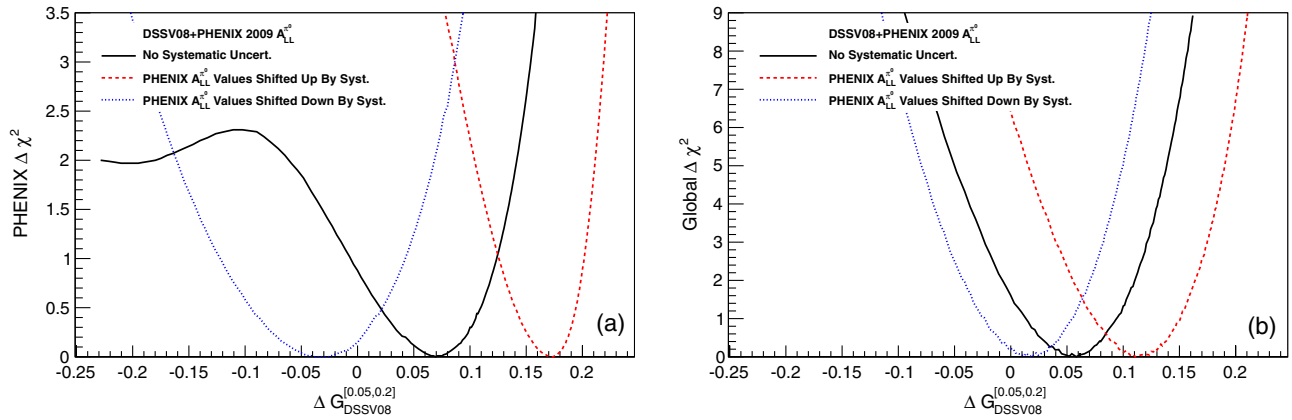 DSSV08+PHENIX 2009 A_LL^π⁰
No Systematic Uncert.
PHENIX A_LL^π⁰ Values Shifted Up By Syst.
PHENIX A_LL^π⁰ Values Shifted Down By Syst.
PHENIX Δ χ²
3.5
3
2.5
2
1.5
1
0.5
0
(a)
-0.25 -0.2 -0.15 -0.1 -0.05 0 0.05 0.1 0.15 0.2
Δ G_DSSV08^[0.05,0.2]
DSSV08+PHENIX 2009 A_LL^π⁰
No Systematic Uncert.
PHENIX A_LL^π⁰ Values Shifted Up By Syst.
PHENIX A_LL^π⁰ Values Shifted Down By Syst.
Global Δ χ²
9
8
7
6
5
4
3
2
1
0
(b)
-0.25 -0.2 -0.15 -0.1 -0.05 0 0.05 0.1 0.15 0.2
Δ G_DSSV08^[0.05,0.2]